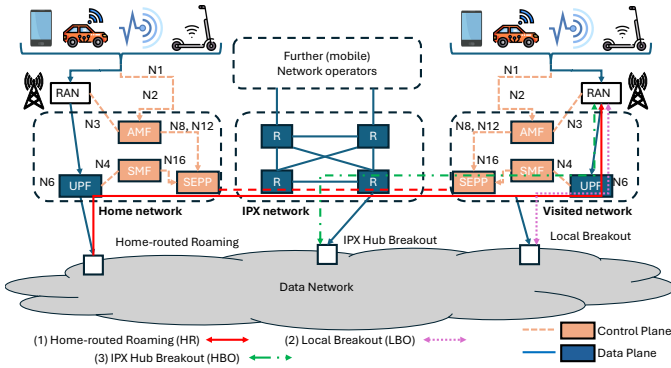 N1
N2
RAN
N3
AMF
N8, N12
N4
SMF
N16
N6
UPF
SEPP
Home network
Further (mobile)
Network operators
R
R
R
R
IPX network
N1
N2
RAN
N8, N12
AMF
N3
N16
SMF
N4
SEPP
UPF
N6
Visited network
Home-routed Roaming
IPX Hub Breakout
Local Breakout
Data Network
(1) Home-routed Roaming (HR)
(2) Local Breakout (LBO)
(3) IPX Hub Breakout (HBO)
Control Plane
Data Plane